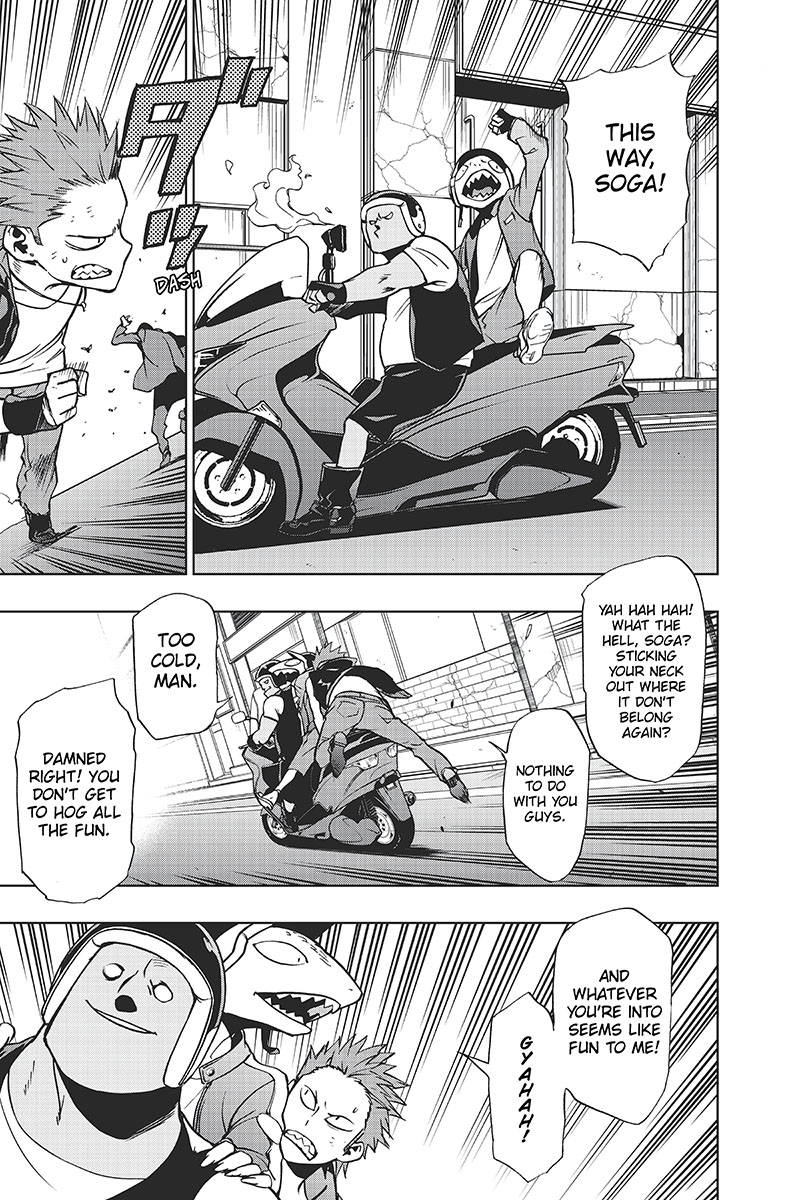 THIS
WAY,
SOGA!
ダッ
DASH
YAH HAH HAH!
WHAT THE
HELL, SOGA?
STICKING
YOUR NECK
OUT WHERE
IT DON'T
BELONG
AGAIN?
NOTHING
TO DO
WITH YOU
GUYS.
TOO
COLD,
MAN.
DAMNED
RIGHT! YOU
DON'T GET
TO HOG ALL
THE FUN.
AND
WHATEVER
YOU'RE INTO
SEEMS LIKE
FUN TO ME!
GYAHAH!